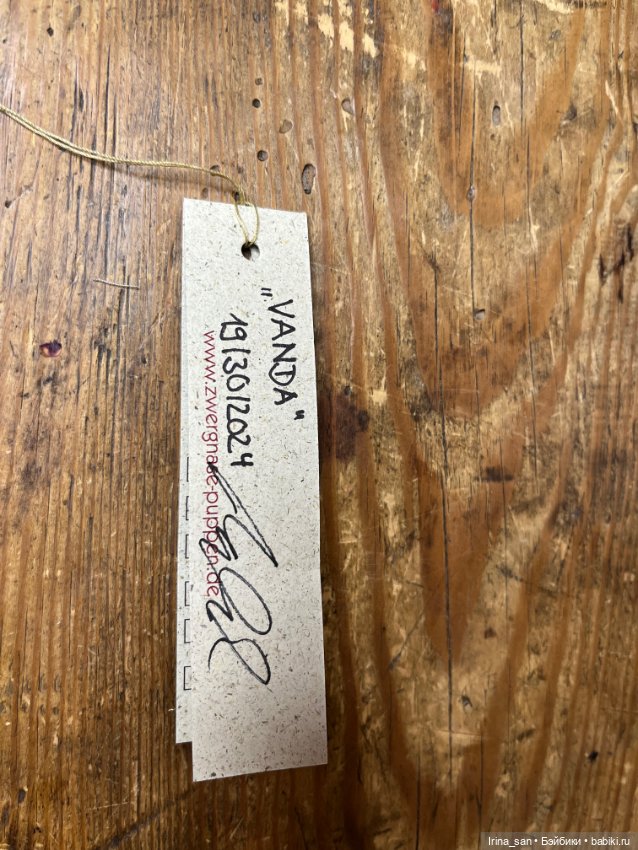 „VANDA“
19/30/2024
www.zwergnase-puppen.de
Irina_san • Бэйбики • babiki.ru